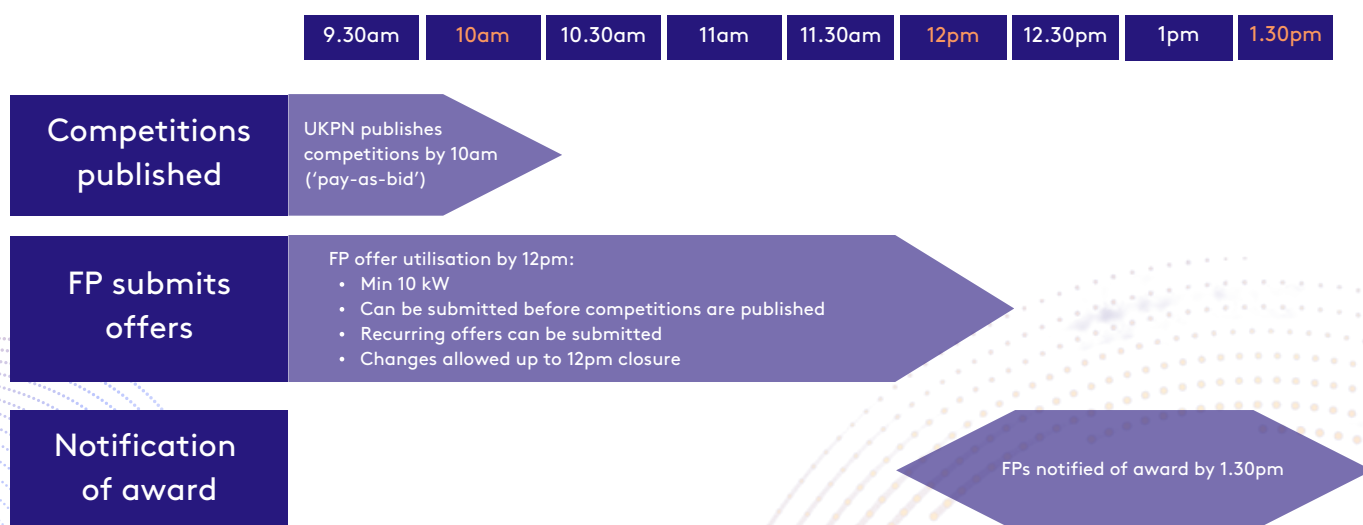 9.30am 10am 10.30am 11am 11.30am 12pm 12.30pm 1pm 1.30pm
Competitions
published
UKPN publishes
competitions by 10am
(‘pay-as-bid’)
FP submits
offers
FP offer utilisation by 12pm:
• Min 10 kW
• Can be submitted before competitions are published
• Recurring offers can be submitted
• Changes allowed up to 12pm closure
Notification
of award
FPs notified of award by 1.30pm